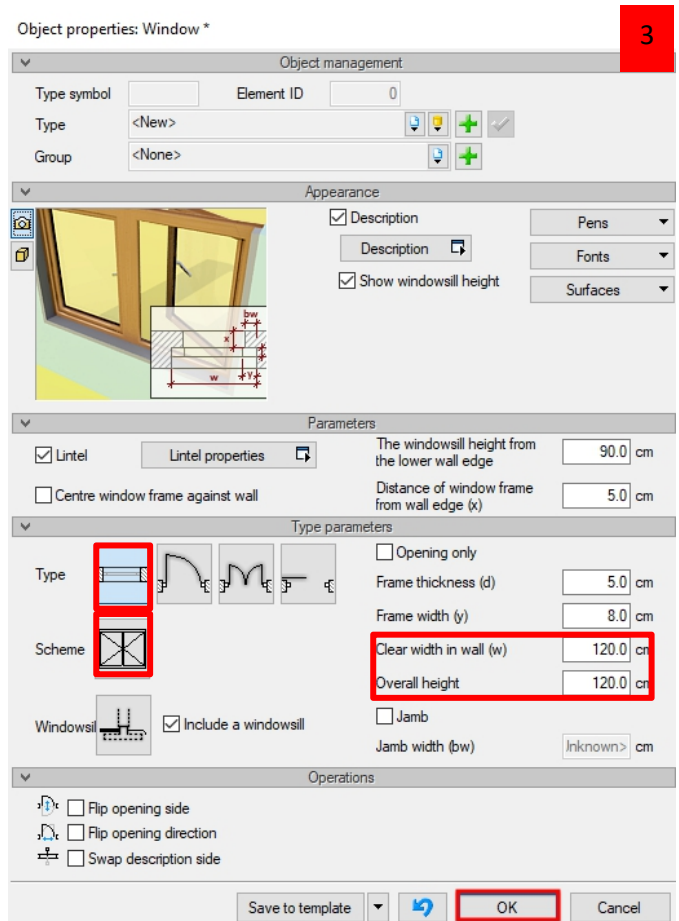 Object properties: Window *
3
Object management
Type symbol Element ID 0
Type <New>
Group <None>
Appearance
Description Pens
Description Fonts
Show windowsill height Surfaces
bw
x
w y
Parameters
Lintel Lintel properties The windowsill height from the lower wall edge 90.0 cm
Centre window frame against wall Distance of window frame from wall edge (x) 5.0 cm
Type parameters
Type Opening only
Frame thickness (d) 5.0 cm
Frame width (y) 8.0 cm
Scheme Clear width in wall (w) 120.0 cm
Overall height 120.0 cm
Windowsil Include a windowsill Jamb
Jamb width (bw) Jnknown> cm
Operations
Flip opening side
Flip opening direction
Swap description side
Save to template OK Cancel